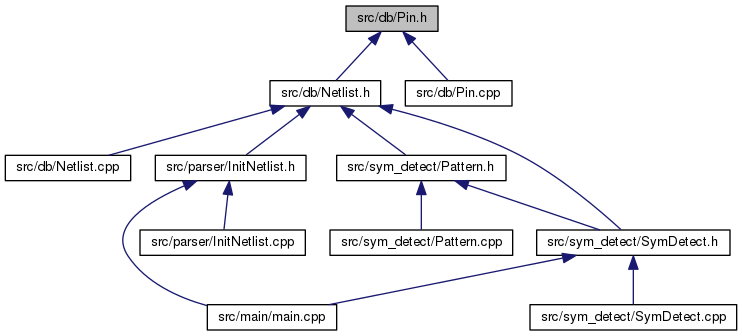 src/db/Pin.h
src/db/Netlist.h
src/db/Pin.cpp
src/db/Netlist.cpp
src/parser/InitNetlist.h
src/sym_detect/Pattern.h
src/parser/InitNetlist.cpp
src/sym_detect/Pattern.cpp
src/sym_detect/SymDetect.h
src/main/main.cpp
src/sym_detect/SymDetect.cpp